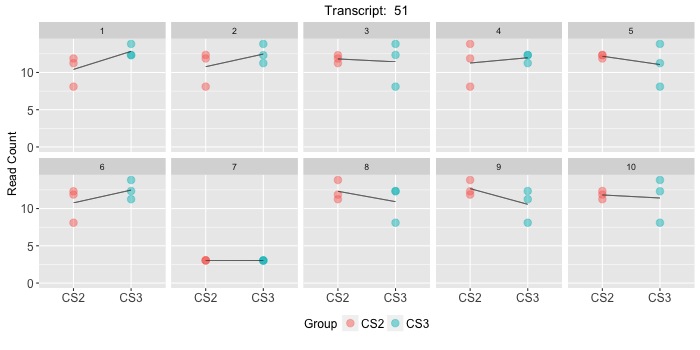 Transcript: 51
1 2 3 4 5
10
5
0
Read Count
6 7 8 9 10
10
5
0
CS2 CS3 CS2 CS3 CS2 CS3 CS2 CS3 CS2 CS3
Group CS2 CS3